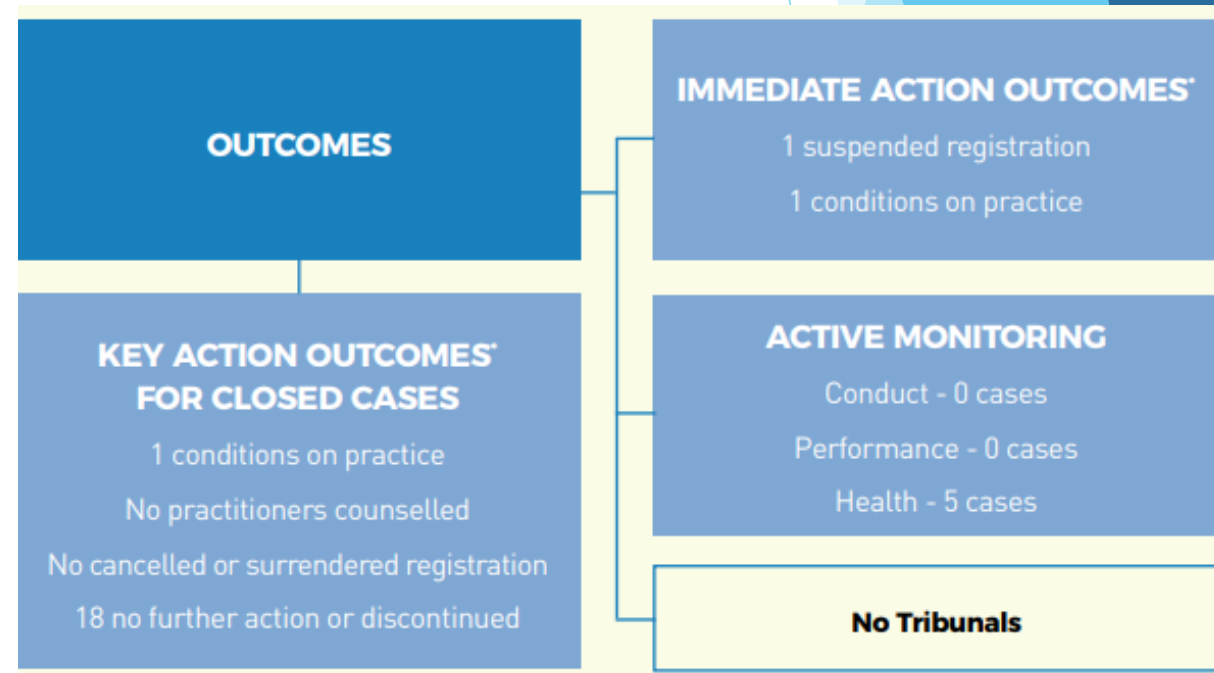 OUTCOMES
IMMEDIATE ACTION OUTCOMES*
1 suspended registration
1 conditions on practice
KEY ACTION OUTCOMES*
FOR CLOSED CASES
1 conditions on practice
No practitioners counselled
No cancelled or surrendered registration
18 no further action or discontinued
ACTIVE MONITORING
Conduct - 0 cases
Performance - 0 cases
Health - 5 cases
No Tribunals